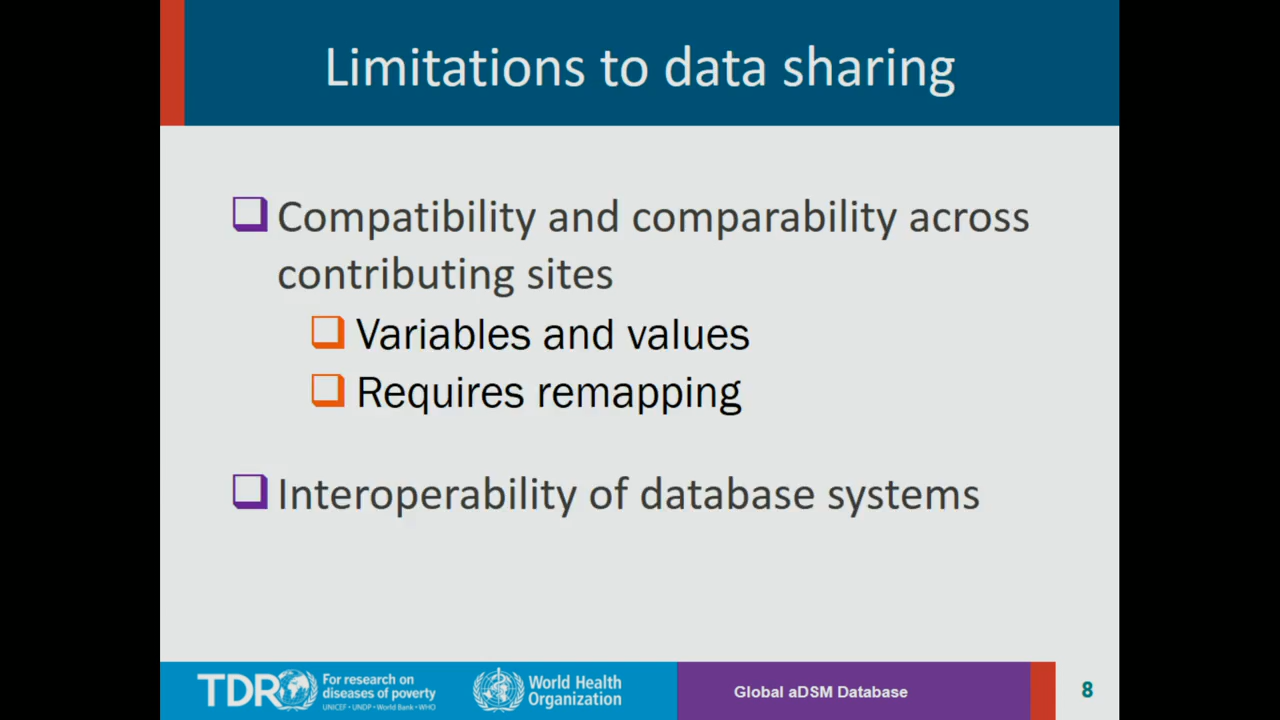 Limitations to data sharing
Compatibility and comparability across
contributing sites
Variables and values
Requires remapping
Interoperability of database systems
TDR
For research on
diseases of poverty
UNICEF • UNDP • World Bank • WHO
World Health
Organization
Global aDSM Database
8